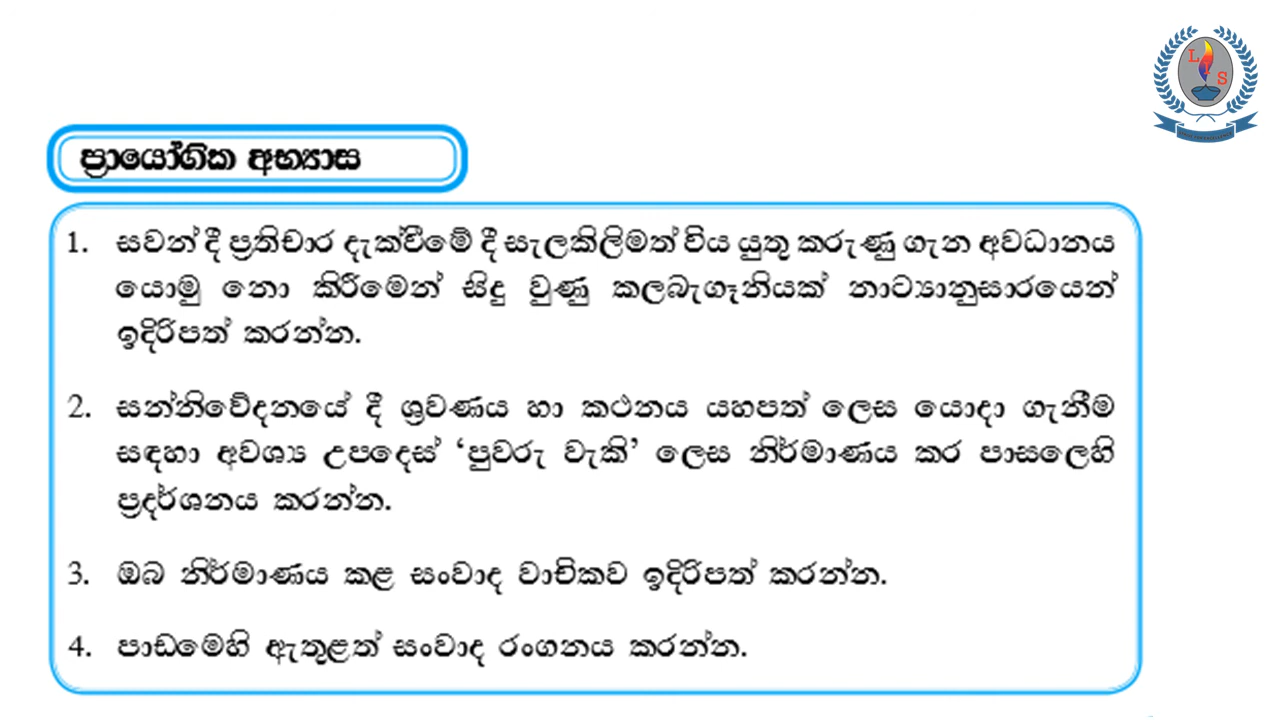 L I S
ප්‍රායෝගික අභ්‍යාස
1. සවන් දී ප්‍රතිචාර දැක්වීමේ දී සැලකිලිමත් විය යුතු කරුණු ගැන අවධානය
යොමු නො කිරීමෙන් සිදු වුණු කලබැගෑනියක් නාට්‍යානුසාරයෙන්
ඉදිරිපත් කරන්න.
2. සන්නිවේදනයේ දී ශ්‍රවණය හා කථනය යහපත් ලෙස යොදා ගැනීම
සඳහා අවශ්‍ය උපදෙස් ‘පුවරු වැකි’ ලෙස නිර්මාණය කර පාසලෙහි
ප්‍රදර්ශනය කරන්න.
3. ඔබ නිර්මාණය කළ සංවාද වාචිකව ඉදිරිපත් කරන්න.
4. පාඩමෙහි ඇතුළත් සංවාද රංගනය කරන්න.